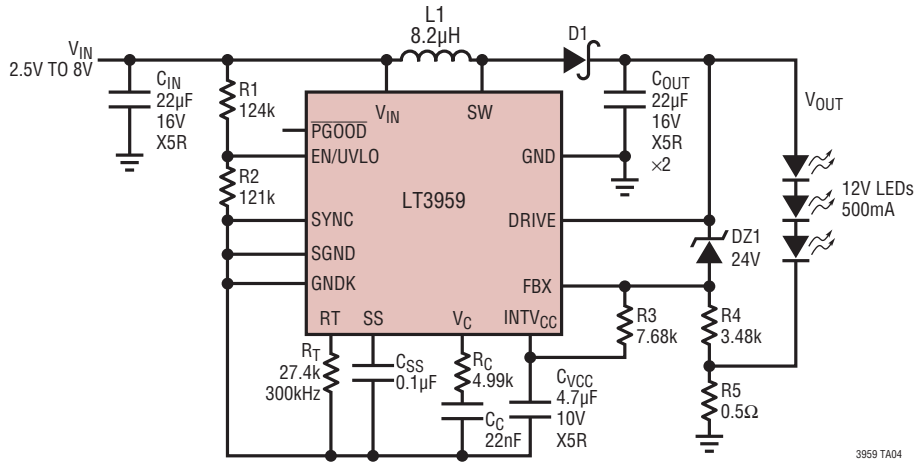 L1
8.2µH
D1
VIN
2.5V TO 8V
CIN
22µF
16V
X5R
R1
124k
R2
121k
VIN
SW
PGOOD
EN/UVLO
SYNC
SGND
GNDK
LT3959
GND
DRIVE
FBX
RT
SS
VC
INTVCC
COUT
22µF
16V
X5R
×2
VOUT
12V LEDs
500mA
DZ1
24V
R3
7.68k
R4
3.48k
R5
0.5Ω
RT
27.4k
300kHz
CSS
0.1µF
RC
4.99k
CC
22nF
CVCC
4.7µF
10V
X5R
3959 TA04